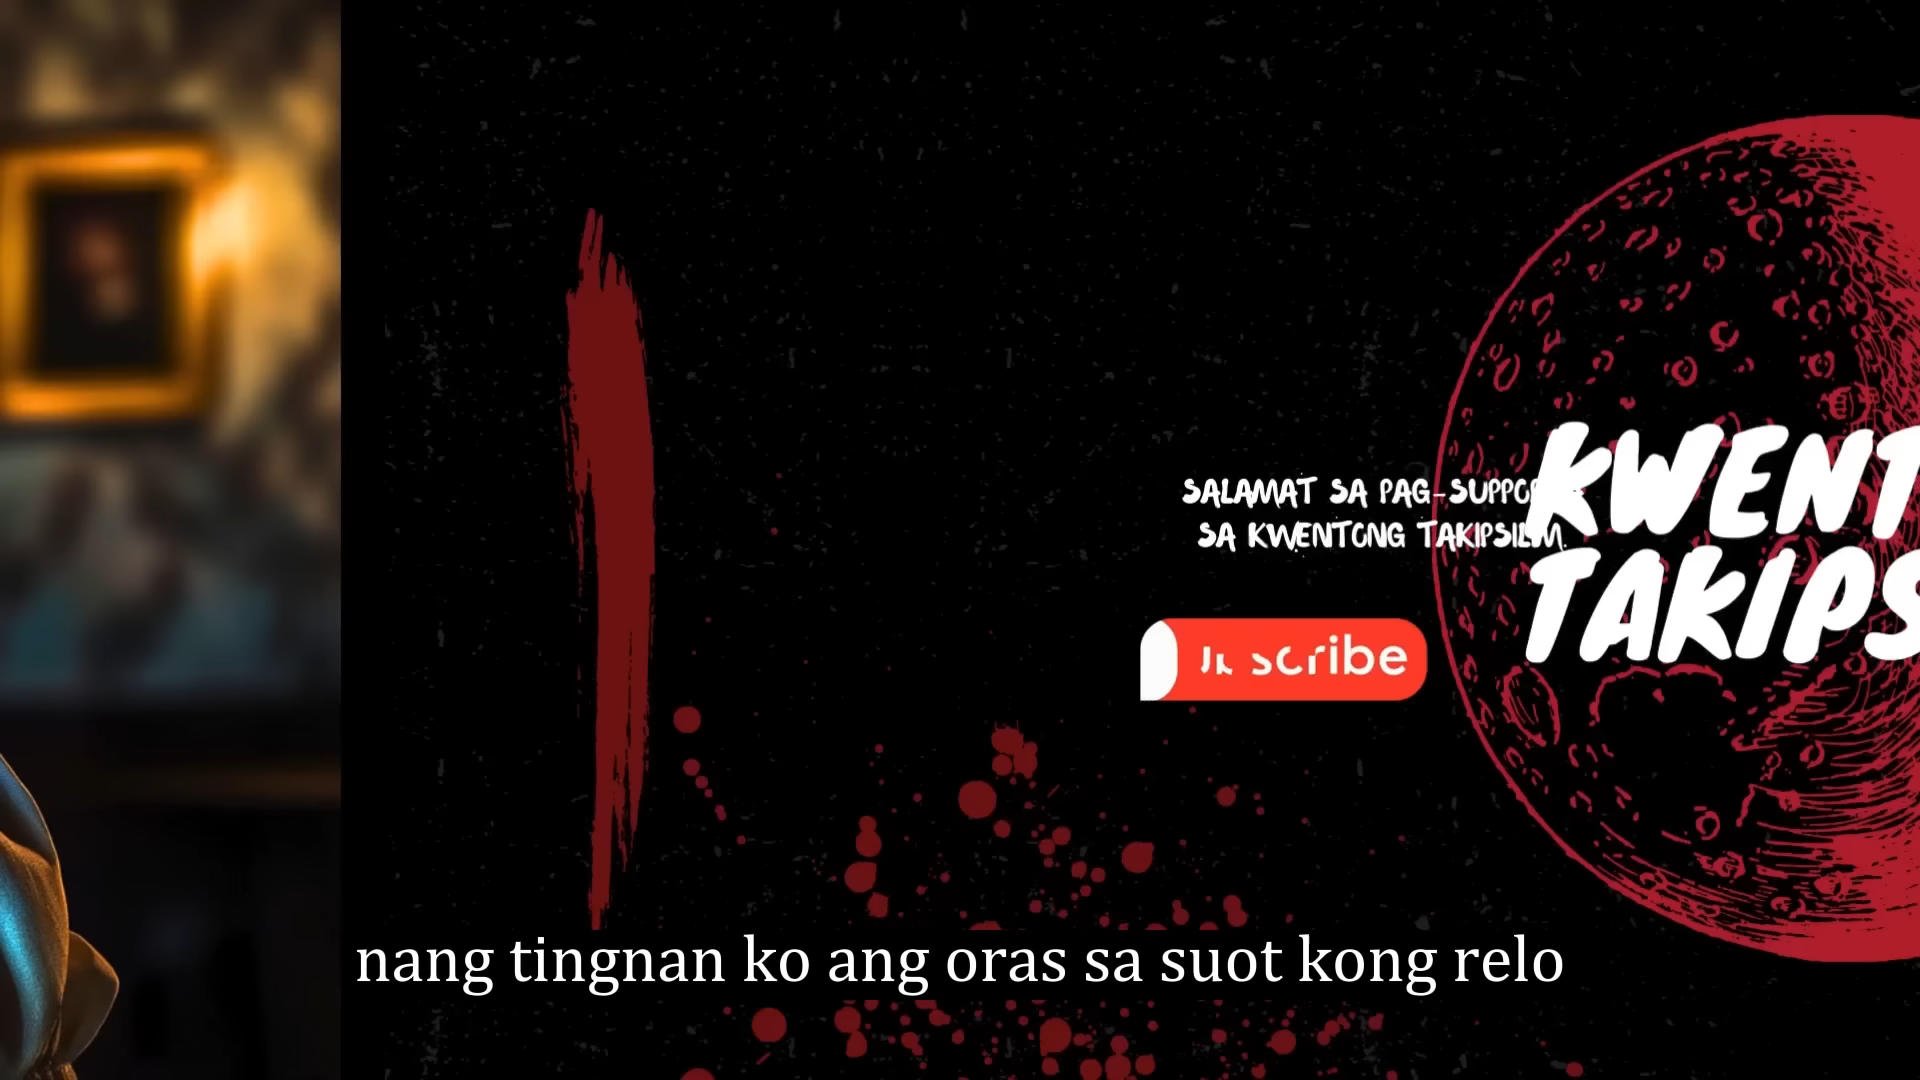 SALAMAT SA PAG-SUPPO
SA KWENTONG TAKIPSILIM.
KWENT
TAKIPS
scribe
nang tingnan ko ang oras sa suot kong relo